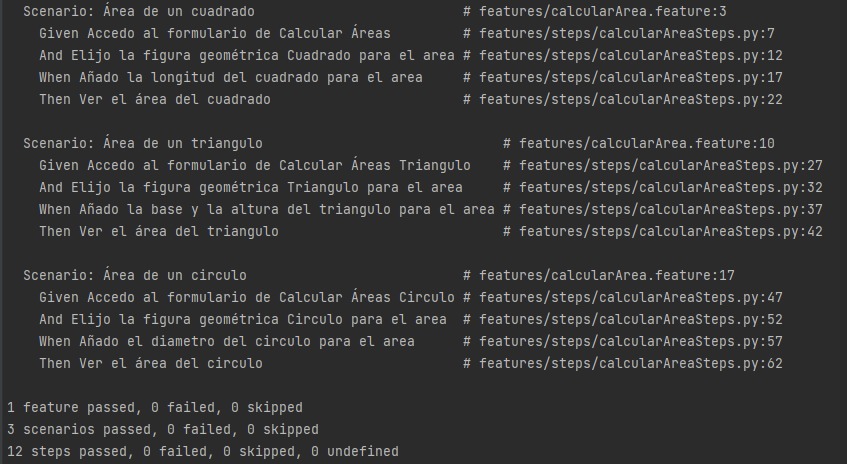 Scenario: Área de un cuadrado # features/calcularArea.feature:3
Given Accedo al formulario de Calcular Áreas # features/steps/calcularAreaSteps.py:7
And Elijo la figura geométrica Cuadrado para el area # features/steps/calcularAreaSteps.py:12
When Añado la longitud del cuadrado para el area # features/steps/calcularAreaSteps.py:17
Then Ver el área del cuadrado # features/steps/calcularAreaSteps.py:22
Scenario: Área de un triangulo # features/calcularArea.feature:10
Given Accedo al formulario de Calcular Áreas Triangulo # features/steps/calcularAreaSteps.py:27
And Elijo la figura geométrica Triangulo para el area # features/steps/calcularAreaSteps.py:32
When Añado la base y la altura del triangulo para el area # features/steps/calcularAreaSteps.py:37
Then Ver el área del triangulo # features/steps/calcularAreaSteps.py:42
Scenario: Área de un circulo # features/calcularArea.feature:17
Given Accedo al formulario de Calcular Áreas Circulo # features/steps/calcularAreaSteps.py:47
And Elijo la figura geométrica Circulo para el area # features/steps/calcularAreaSteps.py:52
When Añado el diametro del circulo para el area # features/steps/calcularAreaSteps.py:57
Then Ver el área del circulo # features/steps/calcularAreaSteps.py:62
1 feature passed, 0 failed, 0 skipped
3 scenarios passed, 0 failed, 0 skipped
12 steps passed, 0 failed, 0 skipped, 0 undefined